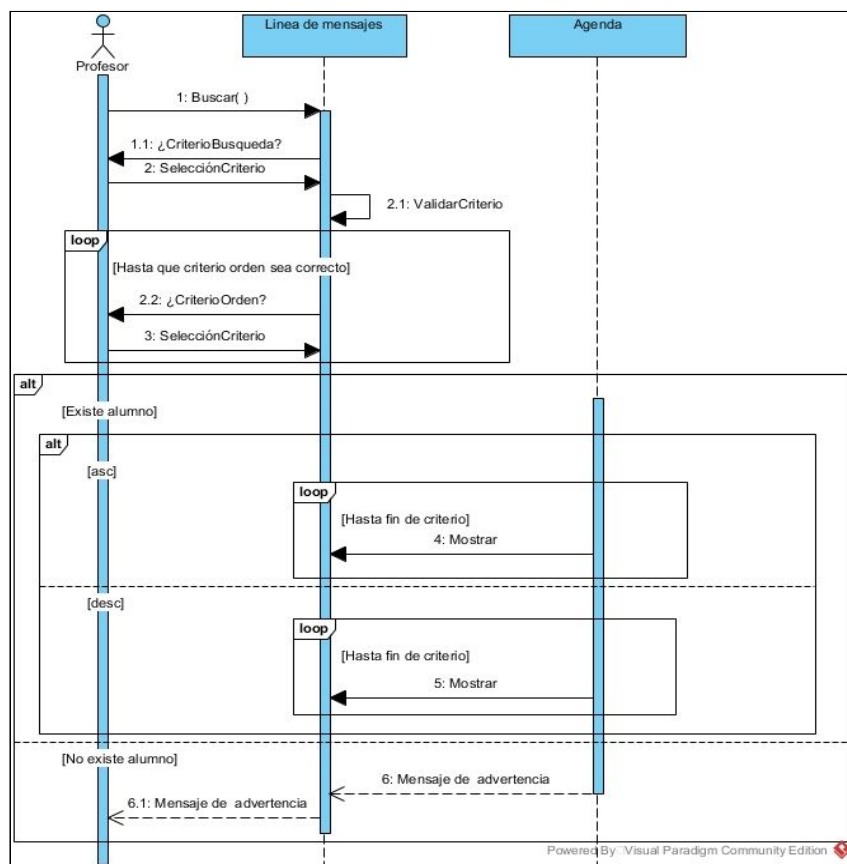 Linea de mensajes
Agenda
Profesor
1: Buscar( )
1.1: ¿CriterioBusqueda?
2: SelecciónCriterio
2.1: ValidarCriterio
loop
[Hasta que criterio orden sea correcto]
2.2: ¿CriterioOrden?
3: SelecciónCriterio
alt
[Existe alumno]
alt
[asc]
loop
[Hasta fin de criterio]
4: Mostrar
[desc]
loop
[Hasta fin de criterio]
5: Mostrar
[No existe alumno]
6: Mensaje de advertencia
6.1: Mensaje de advertencia
Powered By Visual Paradigm Community Edition